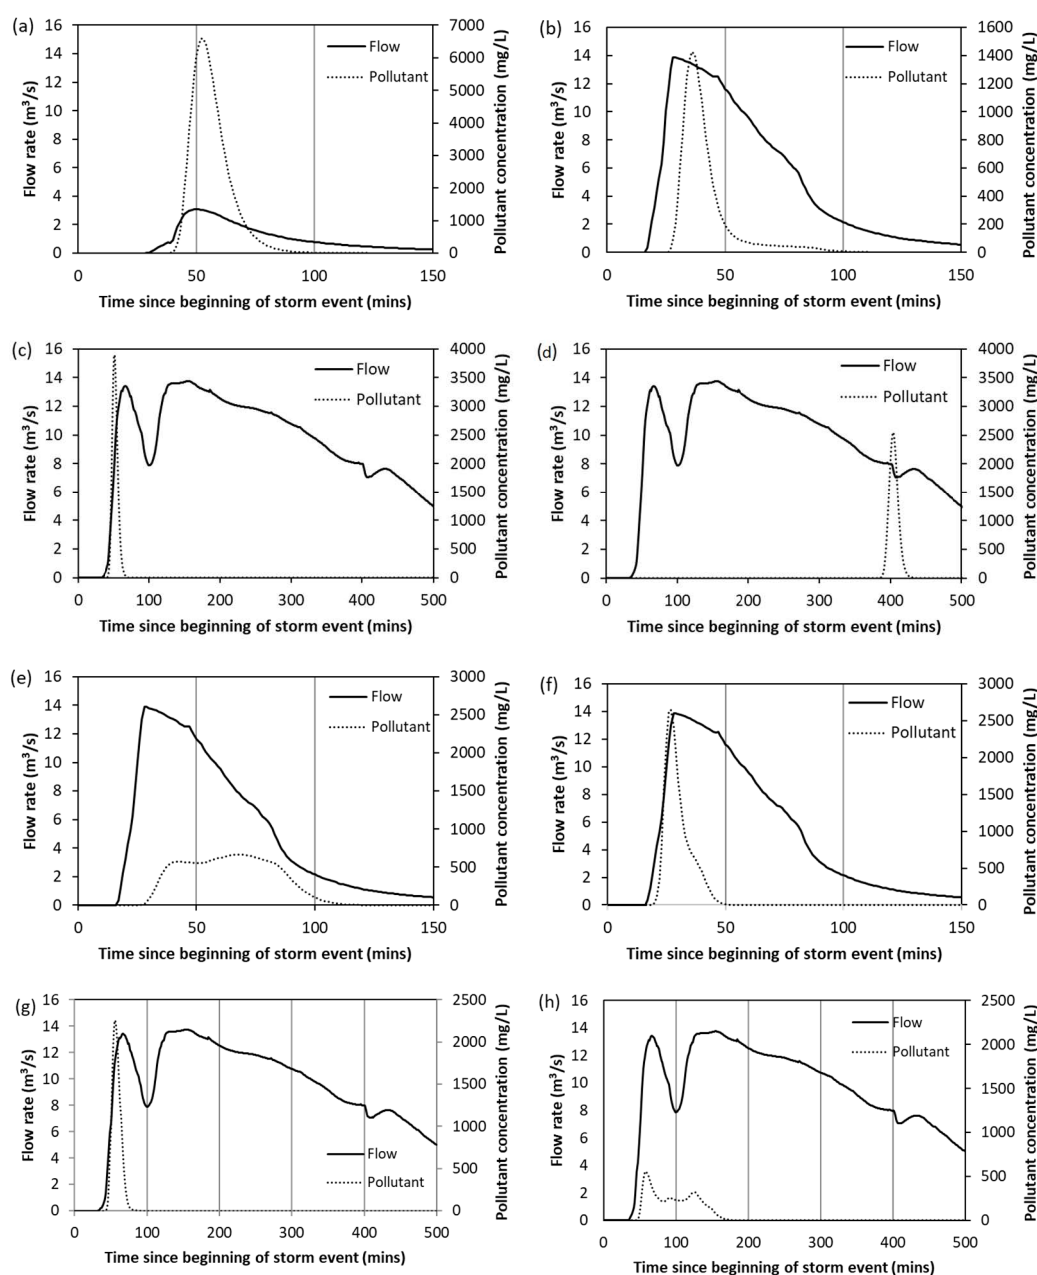 (a)
16
14
12
10
8
6
4
2
0
Flow rate (m³/s)
7000
6000
5000
4000
3000
2000
1000
0
Pollutant concentration (mg/L)
Flow
Pollutant
0 50 100 150
Time since beginning of storm event (mins)
(b)
16
14
12
10
8
6
4
2
0
Flow rate (m³/s)
1600
1400
1200
1000
800
600
400
200
0
Pollutant concentration (mg/L)
Flow
Pollutant
0 50 100 150
Time since beginning of storm event (mins)
(c)
16
14
12
10
8
6
4
2
0
Flow rate (m³/s)
4000
3500
3000
2500
2000
1500
1000
500
0
Pollutant concentration (mg/L)
Flow
Pollutant
0 100 200 300 400 500
Time since beginning of storm event (mins)
(d)
16
14
12
10
8
6
4
2
0
Flow rate (m³/s)
4000
3500
3000
2500
2000
1500
1000
500
0
Pollutant concentration (mg/L)
Flow
Pollutant
0 100 200 300 400 500
Time since beginning of storm event (mins)
(e)
16
14
12
10
8
6
4
2
0
Flow rate (m³/s)
3000
2500
2000
1500
1000
500
0
Pollutant concentration (mg/L)
Flow
Pollutant
0 50 100 150
Time since beginning of storm event (mins)
(f)
16
14
12
10
8
6
4
2
0
Flow rate (m³/s)
3000
2500
2000
1500
1000
500
0
Pollutant concentration (mg/L)
Flow
Pollutant
0 50 100 150
Time since beginning of storm event (mins)
(g)
16
14
12
10
8
6
4
2
0
Flow rate (m³/s)
2500
2000
1500
1000
500
0
Pollutant concentration (mg/L)
Flow
Pollutant
0 100 200 300 400 500
Time since beginning of storm event (mins)
(h)
16
14
12
10
8
6
4
2
0
Flow rate (m³/s)
2500
2000
1500
1000
500
0
Pollutant concentration (mg/L)
Flow
Pollutant
0 100 200 300 400 500
Time since beginning of storm event (mins)